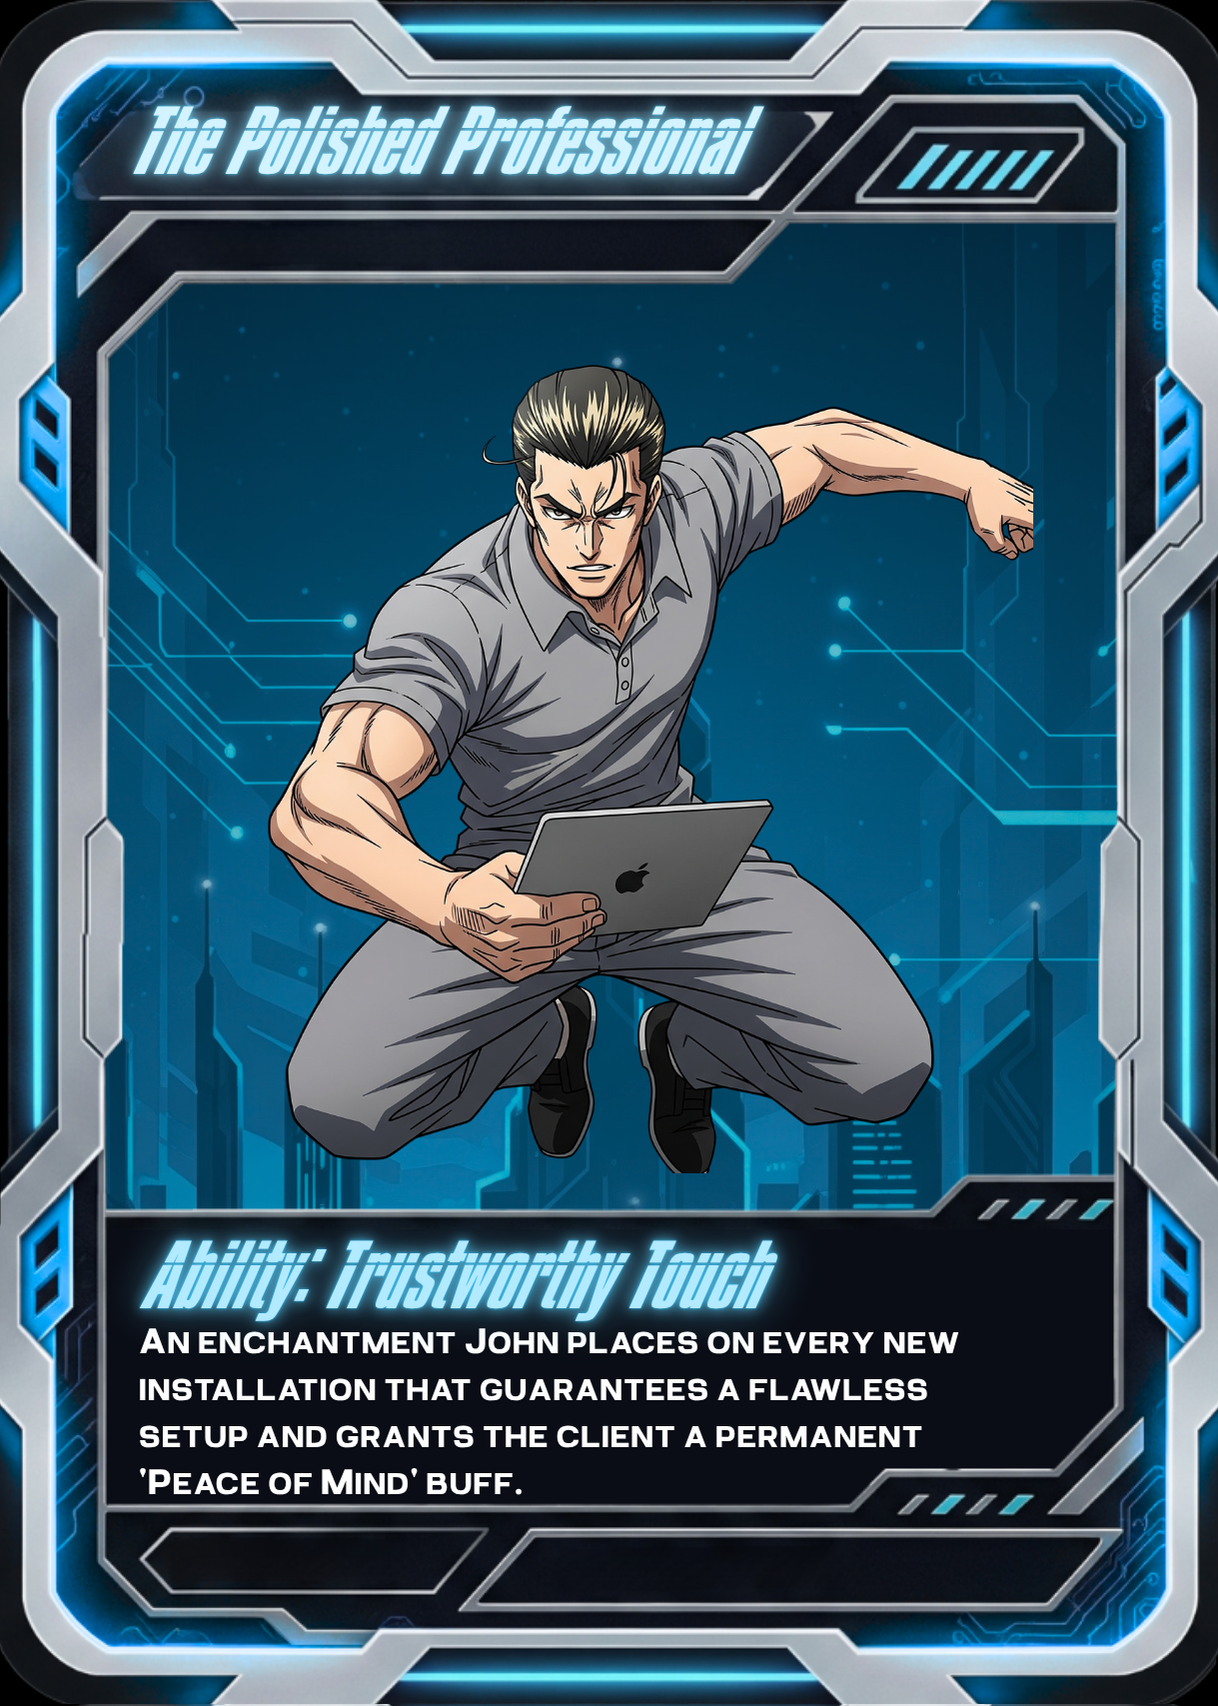 The Polished Professional
Ability: Trustworthy Touch
An enchantment John places on every new
installation that guarantees a flawless
setup and grants the client a permanent
'Peace of Mind' buff.